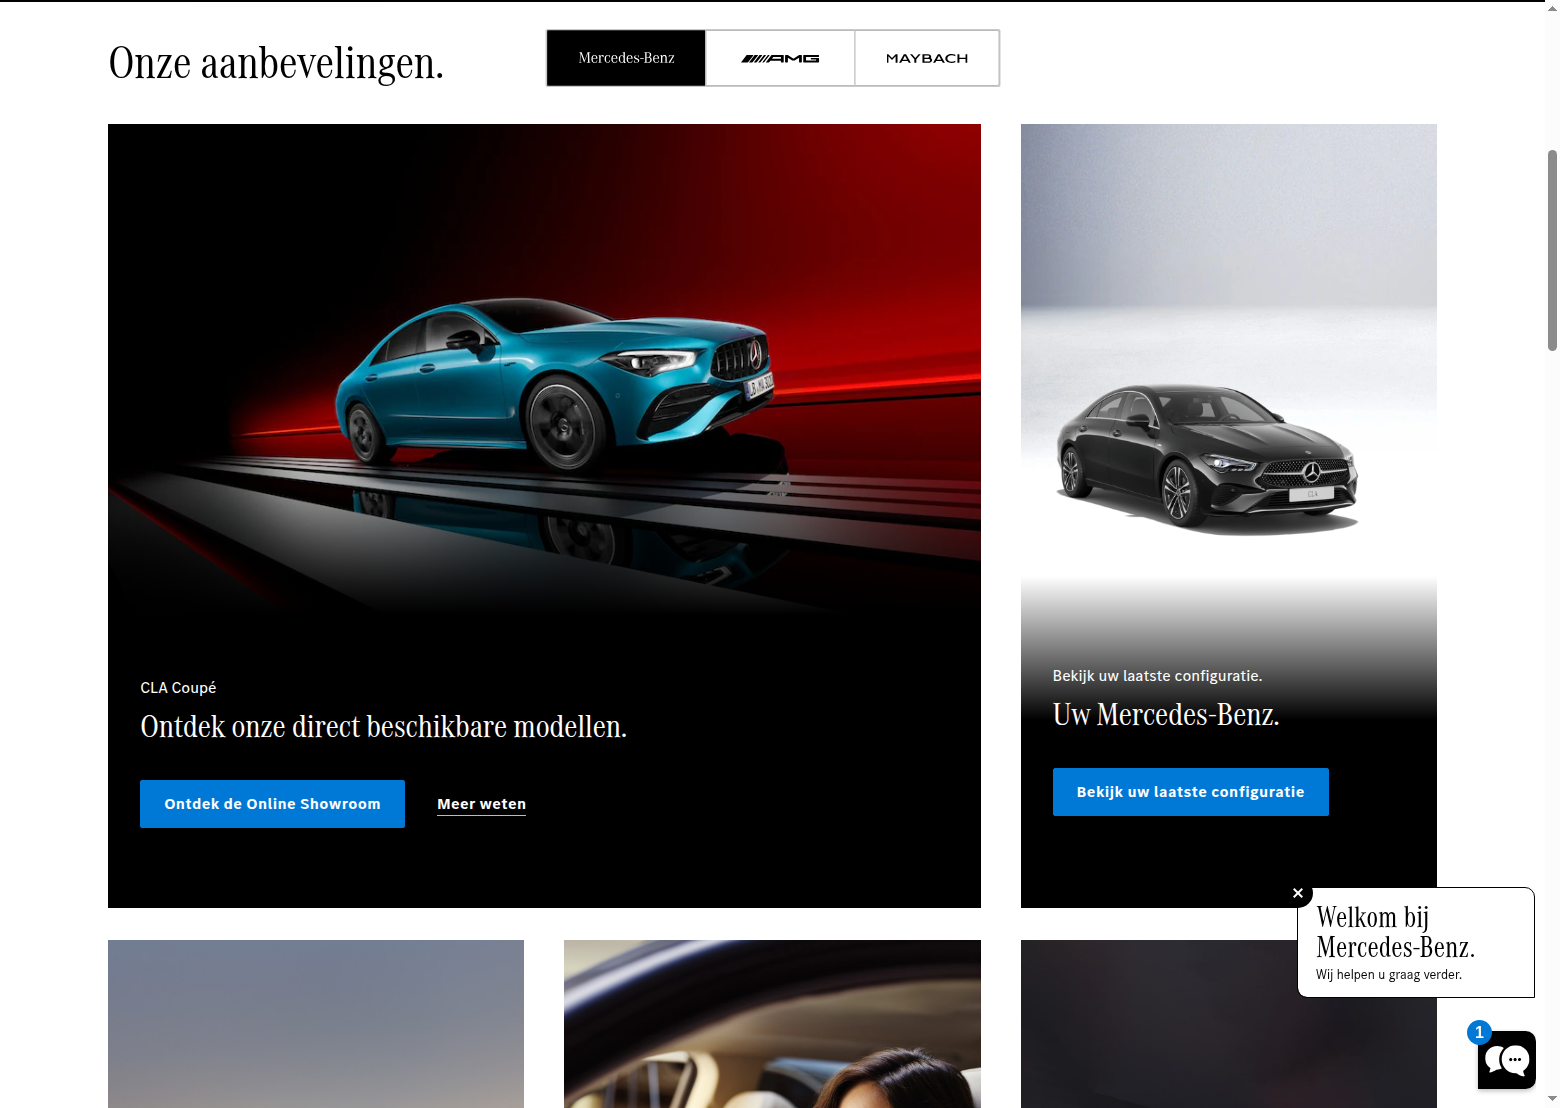 Onze aanbevelingen.
Mercedes-Benz
AMG
MAYBACH
CLA
CLA Coupé
Ontdek onze direct beschikbare modellen.
Ontdek de Online Showroom
Meer weten
Bekijk uw laatste configuratie.
Uw Mercedes-Benz.
Bekijk uw laatste configuratie
Welkom bij
Mercedes-Benz.
Wij helpen u graag verder.
1